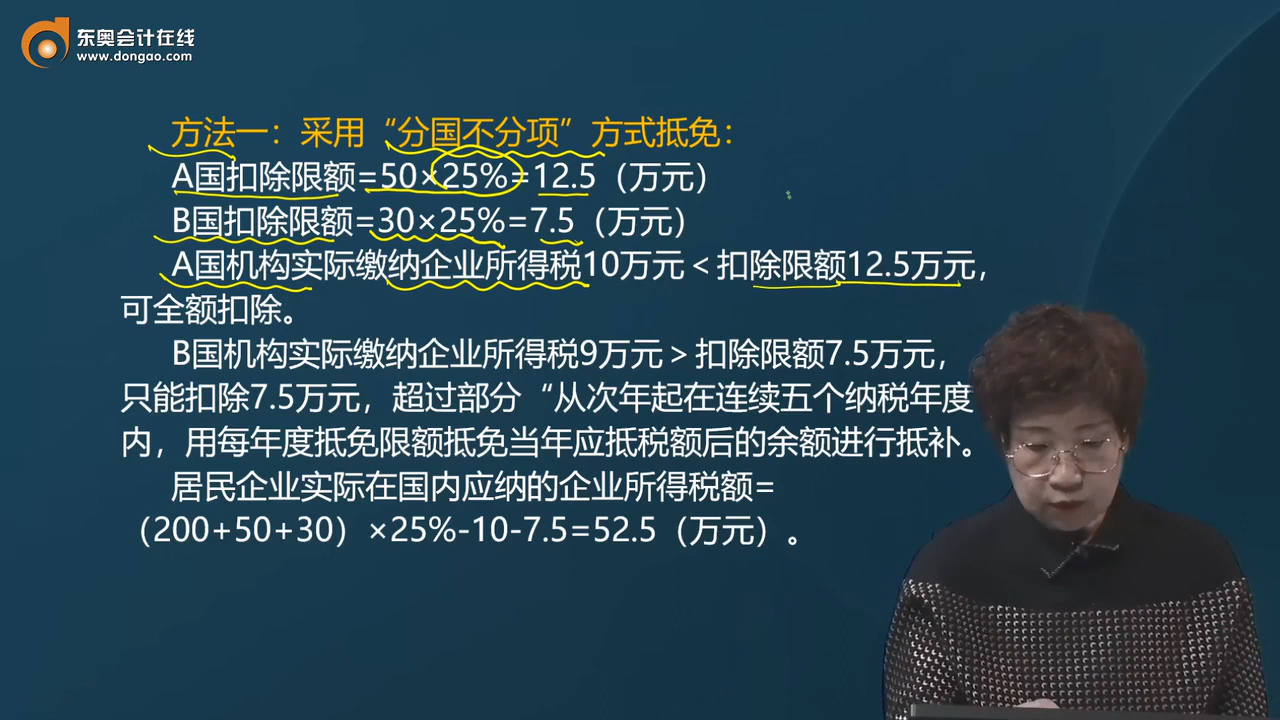 东奥会计在线
www.dongao.com
方法一：采用“分国不分项”方式抵免：
A国扣除限额=50×25%=12.5（万元）
B国扣除限额=30×25%=7.5（万元）
A国机构实际缴纳企业所得税10万元＜扣除限额12.5万元，
可全额扣除。
B国机构实际缴纳企业所得税9万元＞扣除限额7.5万元，
只能扣除7.5万元，超过部分“从次年起在连续五个纳税年度
内，用每年度抵免限额抵免当年应抵税额后的余额进行抵补。
居民企业实际在国内应纳的企业所得税额=
（200+50+30）×25%-10-7.5=52.5（万元）。